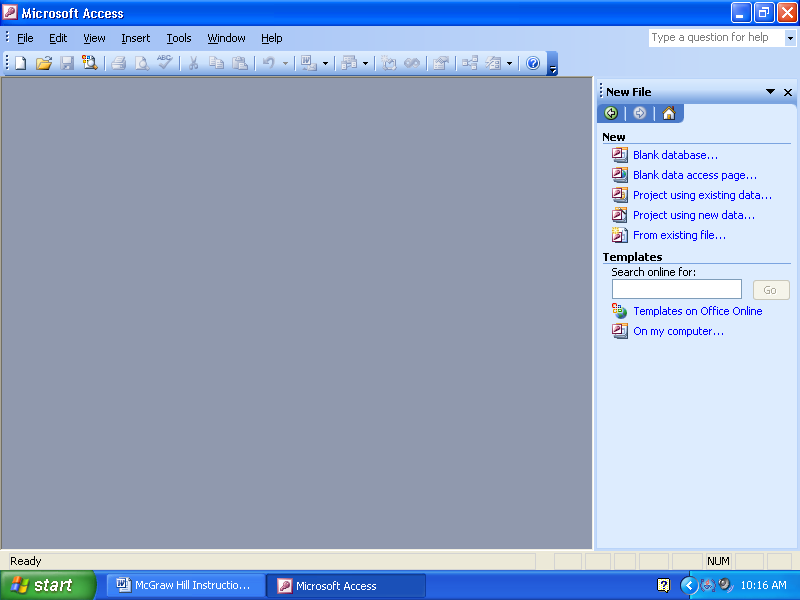 Microsoft Access
File Edit View Insert Tools Window Help
Type a question for help
ABC
New File
New
Blank database...
Blank data access page...
Project using existing data...
Project using new data...
From existing file...
Templates
Search online for:
Go
Templates on Office Online
On my computer...
Ready
NUM
start
McGraw Hill Instructio...
Microsoft Access
10:16 AM